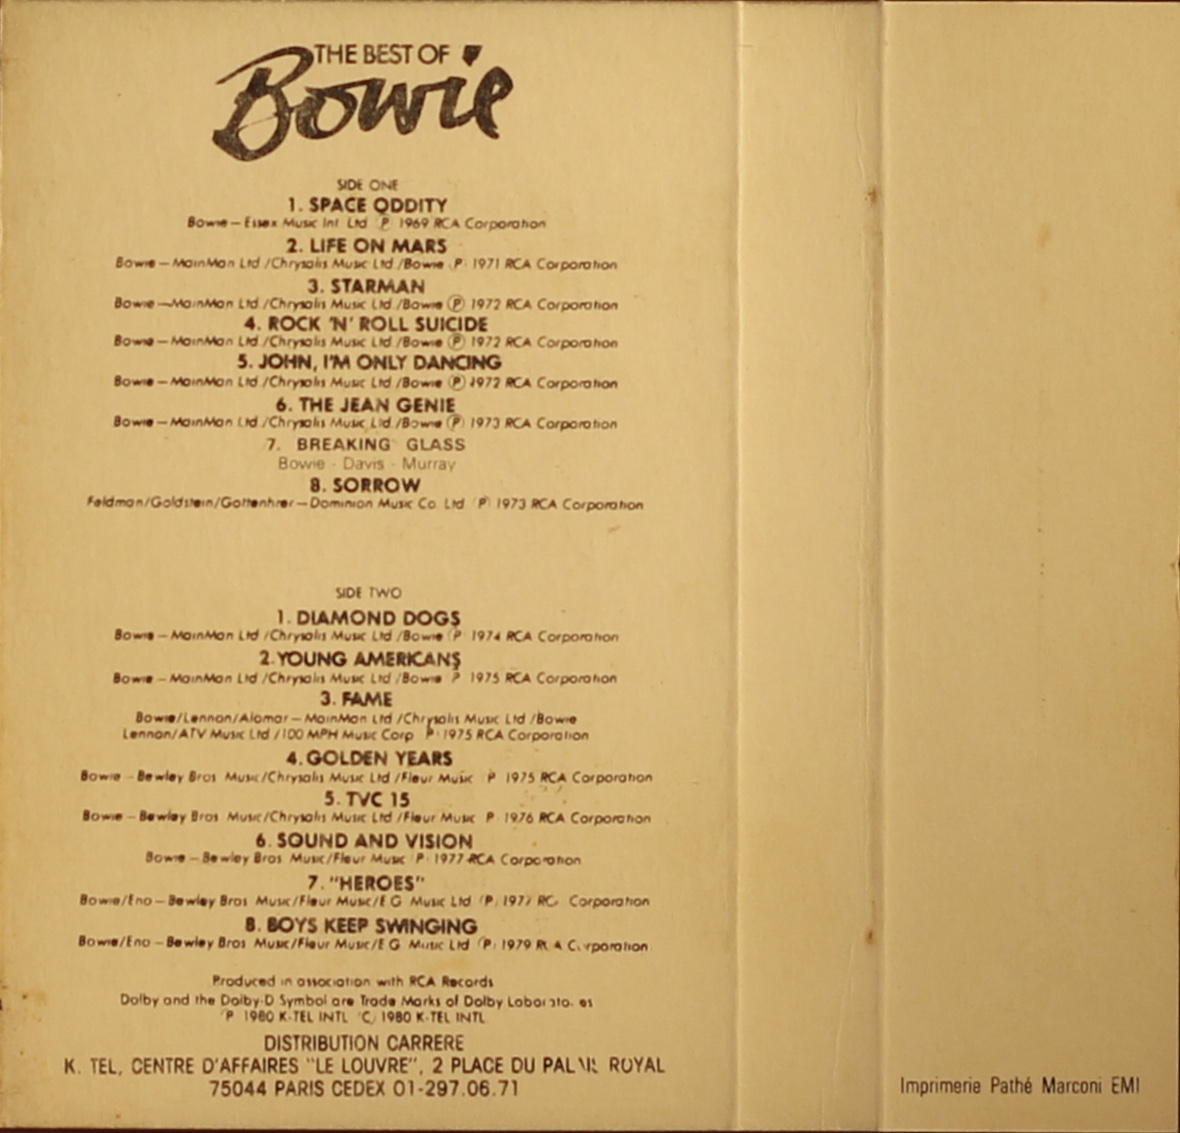 THE BEST OF
Bowie
SIDE ONE
1. SPACE ODDITY
Bowie – Essex Music Int. Ltd P 1969 RCA Corporation
2. LIFE ON MARS
Bowie – MainMan Ltd /Chrysalis Music Ltd /Bowie P 1971 RCA Corporation
3. STARMAN
Bowie – MainMan Ltd /Chrysalis Music Ltd /Bowie Ⓟ 1972 RCA Corporation
4. ROCK 'N' ROLL SUICIDE
Bowie – MainMan Ltd /Chrysalis Music Ltd /Bowie Ⓟ 1972 RCA Corporation
5. JOHN, I'M ONLY DANCING
Bowie – MainMan Ltd /Chrysalis Music Ltd /Bowie Ⓟ 1972 RCA Corporation
6. THE JEAN GENIE
Bowie – MainMan Ltd /Chrysalis Music Ltd /Bowie Ⓟ 1973 RCA Corporation
7. BREAKING GLASS
Bowie - Davis - Murray
8. SORROW
Feldman/Goldstein/Gottenhrer – Dominion Music Co. Ltd Ⓟ 1973 RCA Corporation
SIDE TWO
1. DIAMOND DOGS
Bowie – MainMan Ltd /Chrysalis Music Ltd /Bowie P 1974 RCA Corporation
2. YOUNG AMERICANS
Bowie – MainMan Ltd /Chrysalis Music Ltd /Bowie P 1975 RCA Corporation
3. FAME
Bowie/Lennon/Alomar – MainMan Ltd /Chrysalis Music Ltd /Bowie
Lennon/ATV Music Ltd /100 MPH Music Corp P 1975 RCA Corporation
4. GOLDEN YEARS
Bowie – Bewley Bros Music/Chrysalis Music Ltd /Fleur Music P 1975 RCA Corporation
5. TVC 15
Bowie – Bewley Bros Music/Chrysalis Music Ltd /Fleur Music P 1976 RCA Corporation
6. SOUND AND VISION
Bowie – Bewley Bros Music/Fleur Music P 1977 RCA Corporation
7. "HEROES"
Bowie/Eno – Bewley Bros Music/Fleur Music/E G Music Ltd Ⓟ 1977 Corporation
8. BOYS KEEP SWINGING
Bowie/Eno – Bewley Bros Music/Fleur Music/E G Music Ltd Ⓟ 1979 Corporation
Produced in association with RCA Records
Dolby and the Dolby-D Symbol are Trade Marks of Dolby
P 1980 K-TEL INTL C 1980 K-TEL INTL
DISTRIBUTION CARRERE
K. TEL, CENTRE D'AFFAIRES "LE LOUVRE", 2 PLACE DU PALAIS ROYAL
75044 PARIS CEDEX 01-297.06.71
Imprimerie Pathé Marconi EMI